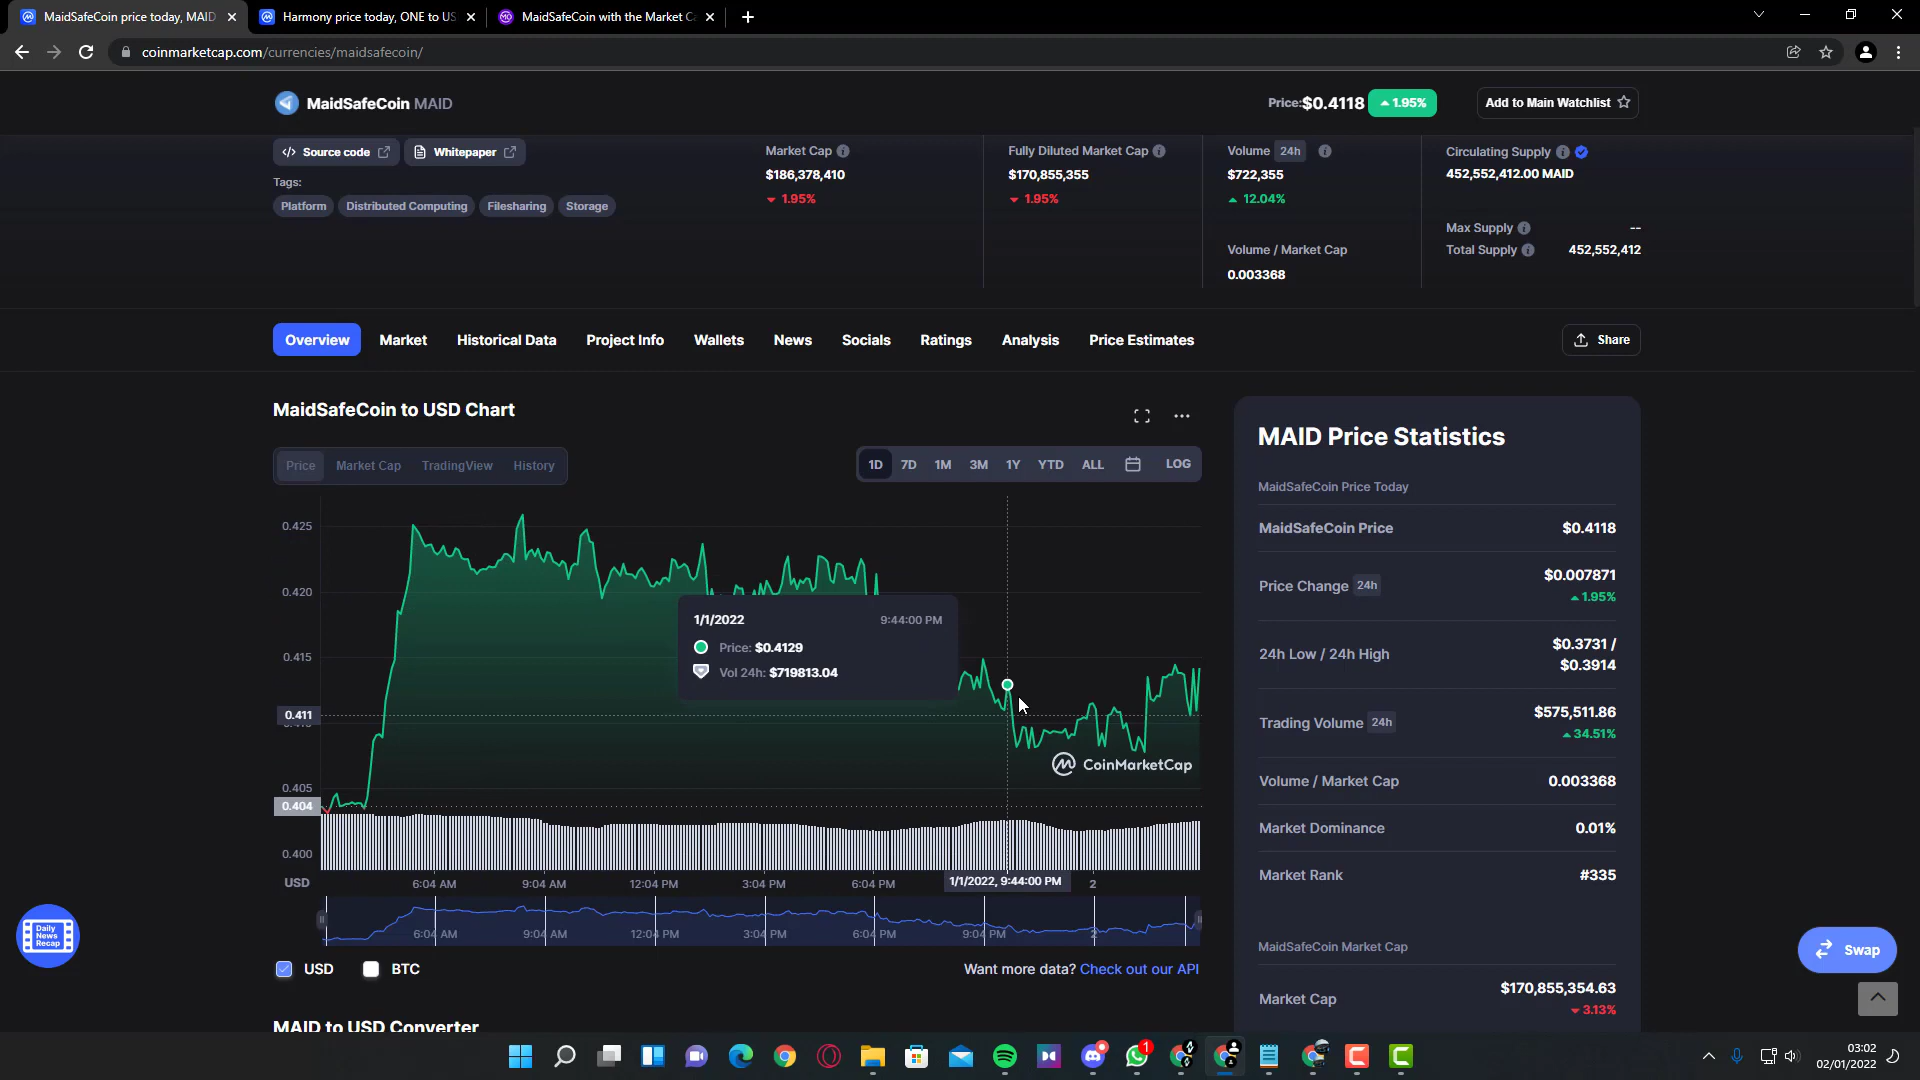 MaidSafeCoin price today, MAID
Harmony price today, ONE to US
MaidSafeCoin with the Market Ca
coinmarketcap.com/currencies/maidsafecoin/
MaidSafeCoin MAID
Price:$0.4118 1.95%
Add to Main Watchlist
Source code
Whitepaper
Tags:
Platform
Distributed Computing
Filesharing
Storage
Market Cap
$186,378,410
1.95%
Fully Diluted Market Cap
$170,855,355
1.95%
Volume 24h
$722,355
12.04%
Volume / Market Cap
0.003368
Circulating Supply
452,552,412.00 MAID
Max Supply --
Total Supply 452,552,412
Overview
Market
Historical Data
Project Info
Wallets
News
Socials
Ratings
Analysis
Price Estimates
Share
MaidSafeCoin to USD Chart
Price
Market Cap
TradingView
History
1D 7D 1M 3M 1Y YTD ALL LOG
0.425
0.420
0.415
0.411
0.405
0.404
0.400
1/1/2022 9:44:00 PM
Price: $0.4129
Vol 24h: $719813.04
CoinMarketCap
USD
6:04 AM
9:04 AM
12:04 PM
3:04 PM
6:04 PM
1/1/2022, 9:44:00 PM
2
6:04 AM
9:04 AM
12:04 PM
3:04 PM
6:04 PM
9:04 PM
2
USD
BTC
Want more data? Check out our API
MAID to USD Converter
MAID Price Statistics
MaidSafeCoin Price Today
MaidSafeCoin Price $0.4118
Price Change 24h $0.007871
1.95%
24h Low / 24h High $0.3731 /
$0.3914
Trading Volume 24h $575,511.86
34.51%
Volume / Market Cap 0.003368
Market Dominance 0.01%
Market Rank #335
MaidSafeCoin Market Cap
Market Cap $170,855,354.63
3.13%
Daily
News
Recap
Swap
1
03:02
02/01/2022